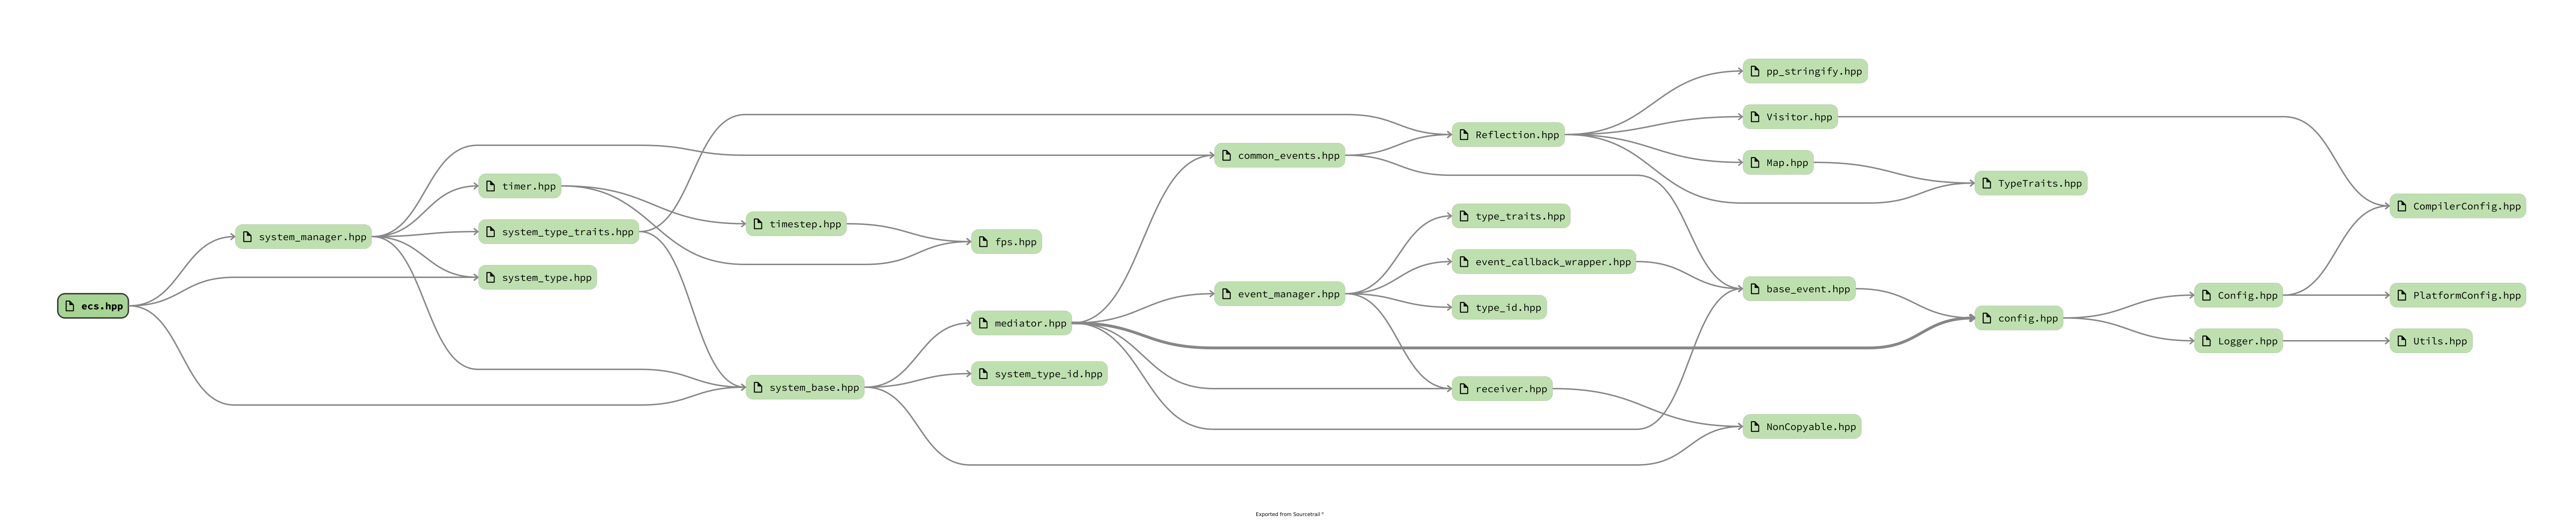 ecs.hpp
system_manager.hpp
timer.hpp
system_type_traits.hpp
system_type.hpp
timestep.hpp
system_base.hpp
fps.hpp
mediator.hpp
system_type_id.hpp
common_events.hpp
event_manager.hpp
Reflection.hpp
type_traits.hpp
event_callback_wrapper.hpp
type_id.hpp
receiver.hpp
pp_stringify.hpp
Visitor.hpp
Map.hpp
base_event.hpp
NonCopyable.hpp
TypeTraits.hpp
config.hpp
Config.hpp
Logger.hpp
CompilerConfig.hpp
PlatformConfig.hpp
Utils.hpp
Exported from Sourcetrail®